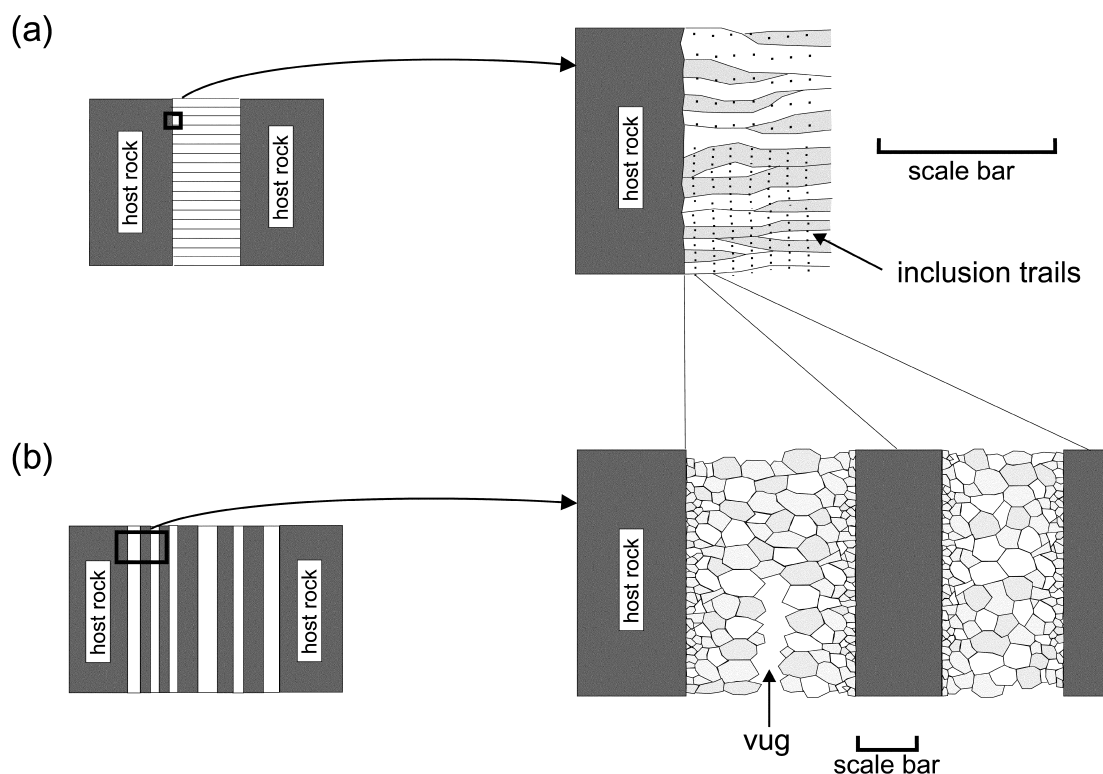 (a)
host rock
host rock
host rock
scale bar
inclusion trails
(b)
host rock
host rock
host rock
vug
scale bar